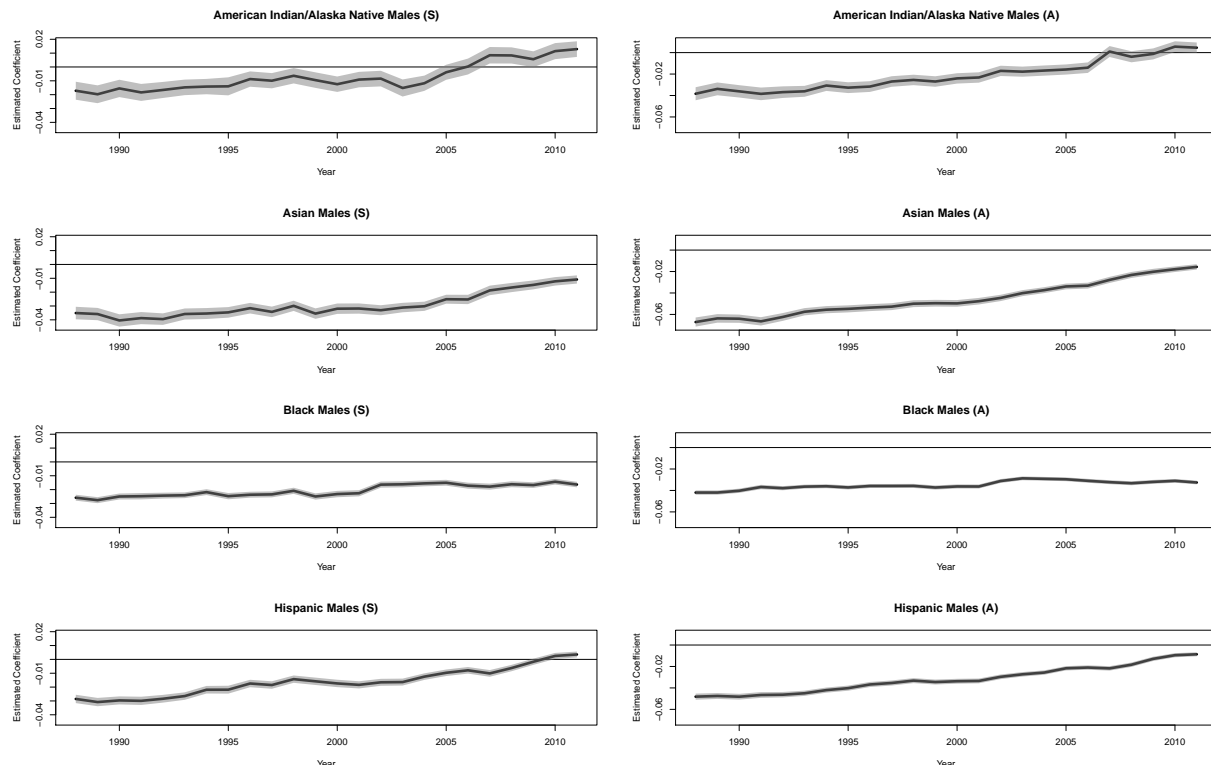 American Indian/Alaska Native Males (S)
Estimated Coefficient
0.02
−0.01
−0.04
1990 1995 2000 2005 2010
Year
American Indian/Alaska Native Males (A)
Estimated Coefficient
−0.02
−0.06
1990 1995 2000 2005 2010
Year
Asian Males (S)
Estimated Coefficient
0.02
−0.01
−0.04
1990 1995 2000 2005 2010
Year
Asian Males (A)
Estimated Coefficient
−0.02
−0.06
1990 1995 2000 2005 2010
Year
Black Males (S)
Estimated Coefficient
0.02
−0.01
−0.04
1990 1995 2000 2005 2010
Year
Black Males (A)
Estimated Coefficient
−0.02
−0.06
1990 1995 2000 2005 2010
Year
Hispanic Males (S)
Estimated Coefficient
0.02
−0.01
−0.04
1990 1995 2000 2005 2010
Year
Hispanic Males (A)
Estimated Coefficient
−0.02
−0.06
1990 1995 2000 2005 2010
Year